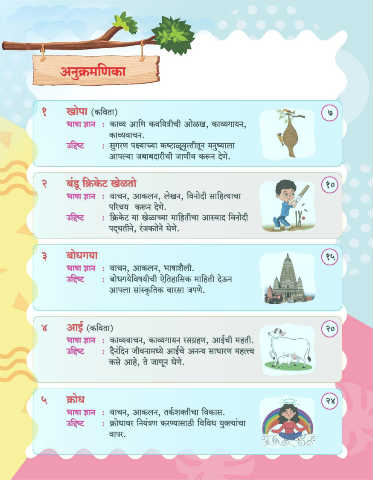 अनुक्रमणिका
१ खोपा (कविता) ७
भाषा ज्ञान : काव्य आणि कवयित्रीची ओळख, काव्यगायन,
काव्यवाचन.
उद्दिष्ट : सुगरण पक्ष्याच्या कष्टाळूवृत्तीतून मनुष्याला
आपल्या जबाबदारीची जाणीव करून देणे.
२ बंडू क्रिकेट खेळतो १०
भाषा ज्ञान : वाचन, आकलन, लेखन, विनोदी साहित्याचा
परिचय करून देणे.
उद्दिष्ट : क्रिकेट या खेळाच्या माहितीचा आस्वाद विनोदी
पद्धतीने, रंजकतेने घेणे.
३ बोधगया १५
भाषा ज्ञान : वाचन, आकलन, भाषाशैली.
उद्दिष्ट : बोधगयेविषयीची ऐतिहासिक माहिती देऊन
आपला सांस्कृतिक वारसा जपणे.
४ आई (कविता) २०
भाषा ज्ञान : काव्यवाचन, काव्यगायन रसग्रहण, आईची महती.
उद्दिष्ट : दैनंदिन जीवनामध्ये आईचे अनन्य साधारण महत्त्व
कसे आहे, ते जाणून घेणे.
५ क्रोध २४
भाषा ज्ञान : वाचन, आकलन, तर्कशक्तीचा विकास.
उद्दिष्ट : क्रोधावर नियंत्रण करण्यासाठी विविध युक्त्यांचा
वापर.